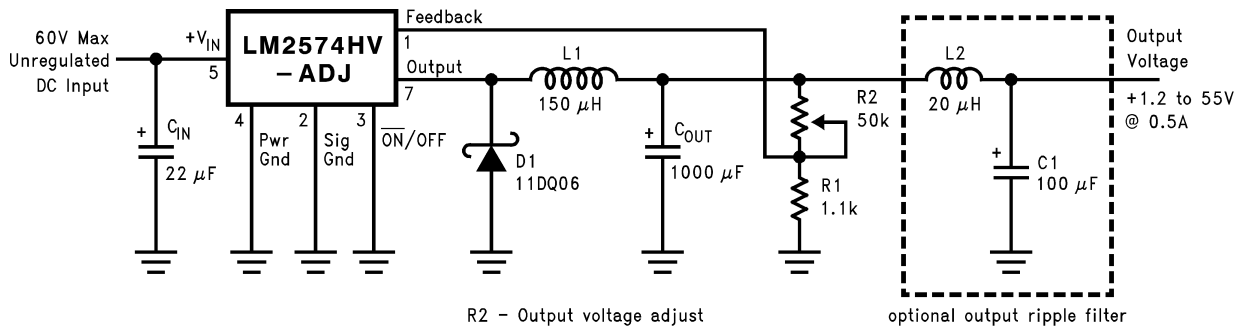 60V Max
Unregulated
DC Input
+V_IN
5
LM2574HV
-ADJ
Feedback
1
Output
7
4
Pwr
Gnd
2
Sig
Gnd
3
O̅N̅/OFF
+
C_IN
22 μF
D1
11DQ06
L1
150 μH
+
C_OUT
1000 μF
R2
50k
R1
1.1k
L2
20 μH
+
C1
100 μF
Output
Voltage
+1.2 to 55V
@ 0.5A
R2 - Output voltage adjust
optional output ripple filter